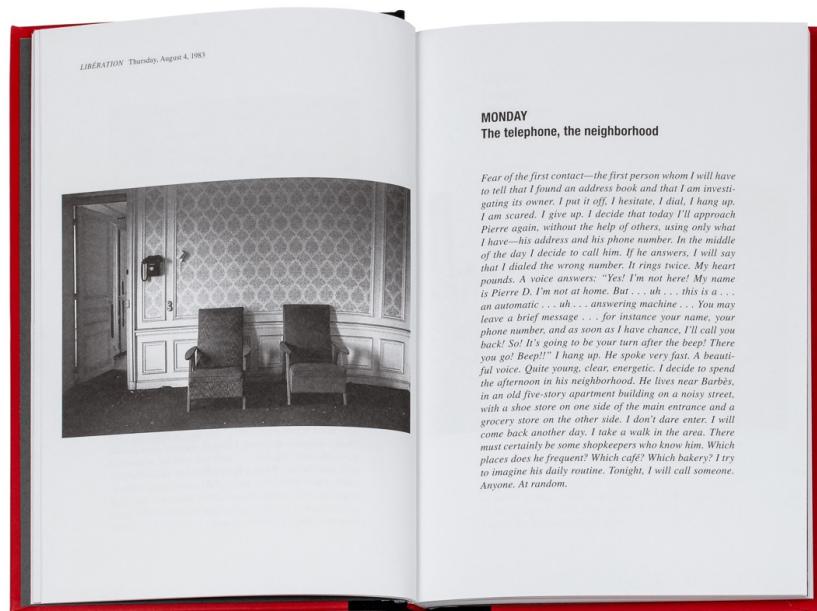 LIBÉRATION Thursday, August 4, 1983
MONDAY
The telephone, the neighborhood
Fear of the first contact—the first person whom I will have
to tell that I found an address book and that I am investi-
gating its owner. I put it off, I hesitate, I dial, I hang up.
I am scared. I give up. I decide that today I'll approach
Pierre again, without the help of others, using only what
I have—his address and his phone number. In the middle
of the day I decide to call him. If he answers, I will say
that I dialed the wrong number. It rings twice. My heart
pounds. A voice answers: “Yes! I'm not here! My name
is Pierre D. I'm not at home. But . . . uh . . . this is a . . .
an automatic . . . uh . . . answering machine . . . You may
leave a brief message . . . for instance your name, your
phone number, and as soon as I have chance, I'll call you
back! So! It's going to be your turn after the beep! There
you go! Beep!!” I hang up. He spoke very fast. A beauti-
ful voice. Quite young, clear, energetic. I decide to spend
the afternoon in his neighborhood. He lives near Barbès,
in an old five-story apartment building on a noisy street,
with a shoe store on one side of the main entrance and a
grocery store on the other side. I don't dare enter. I will
come back another day. I take a walk in the area. There
must certainly be some shopkeepers who know him. Which
places does he frequent? Which café? Which bakery? I try
to imagine his daily routine. Tonight, I will call someone.
Anyone. At random.